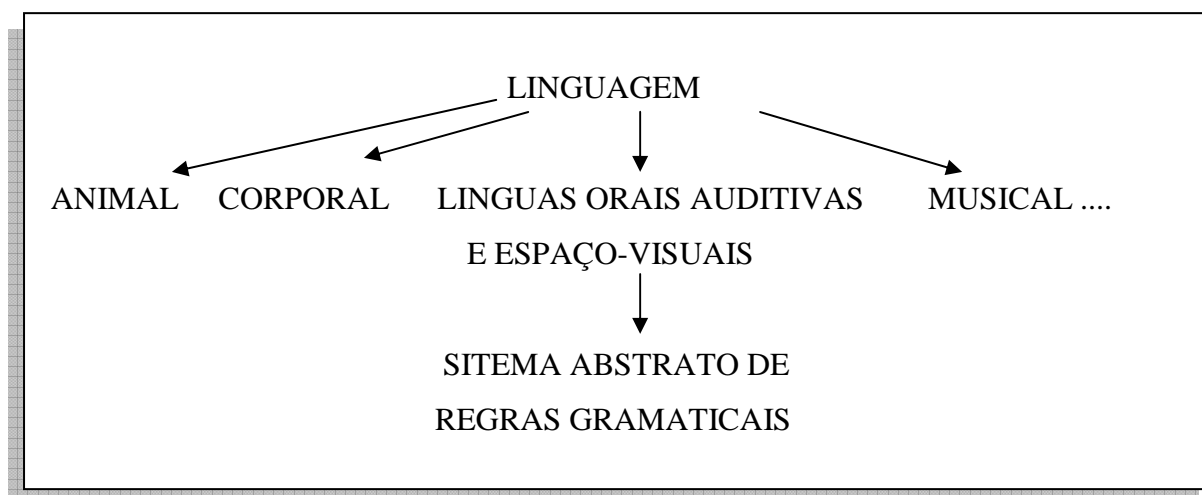 LINGUAGEM
ANIMAL CORPORAL LINGUAS ORAIS AUDITIVAS MUSICAL ....
E ESPAÇO-VISUAIS
SITEMA ABSTRATO DE
REGRAS GRAMATICAIS